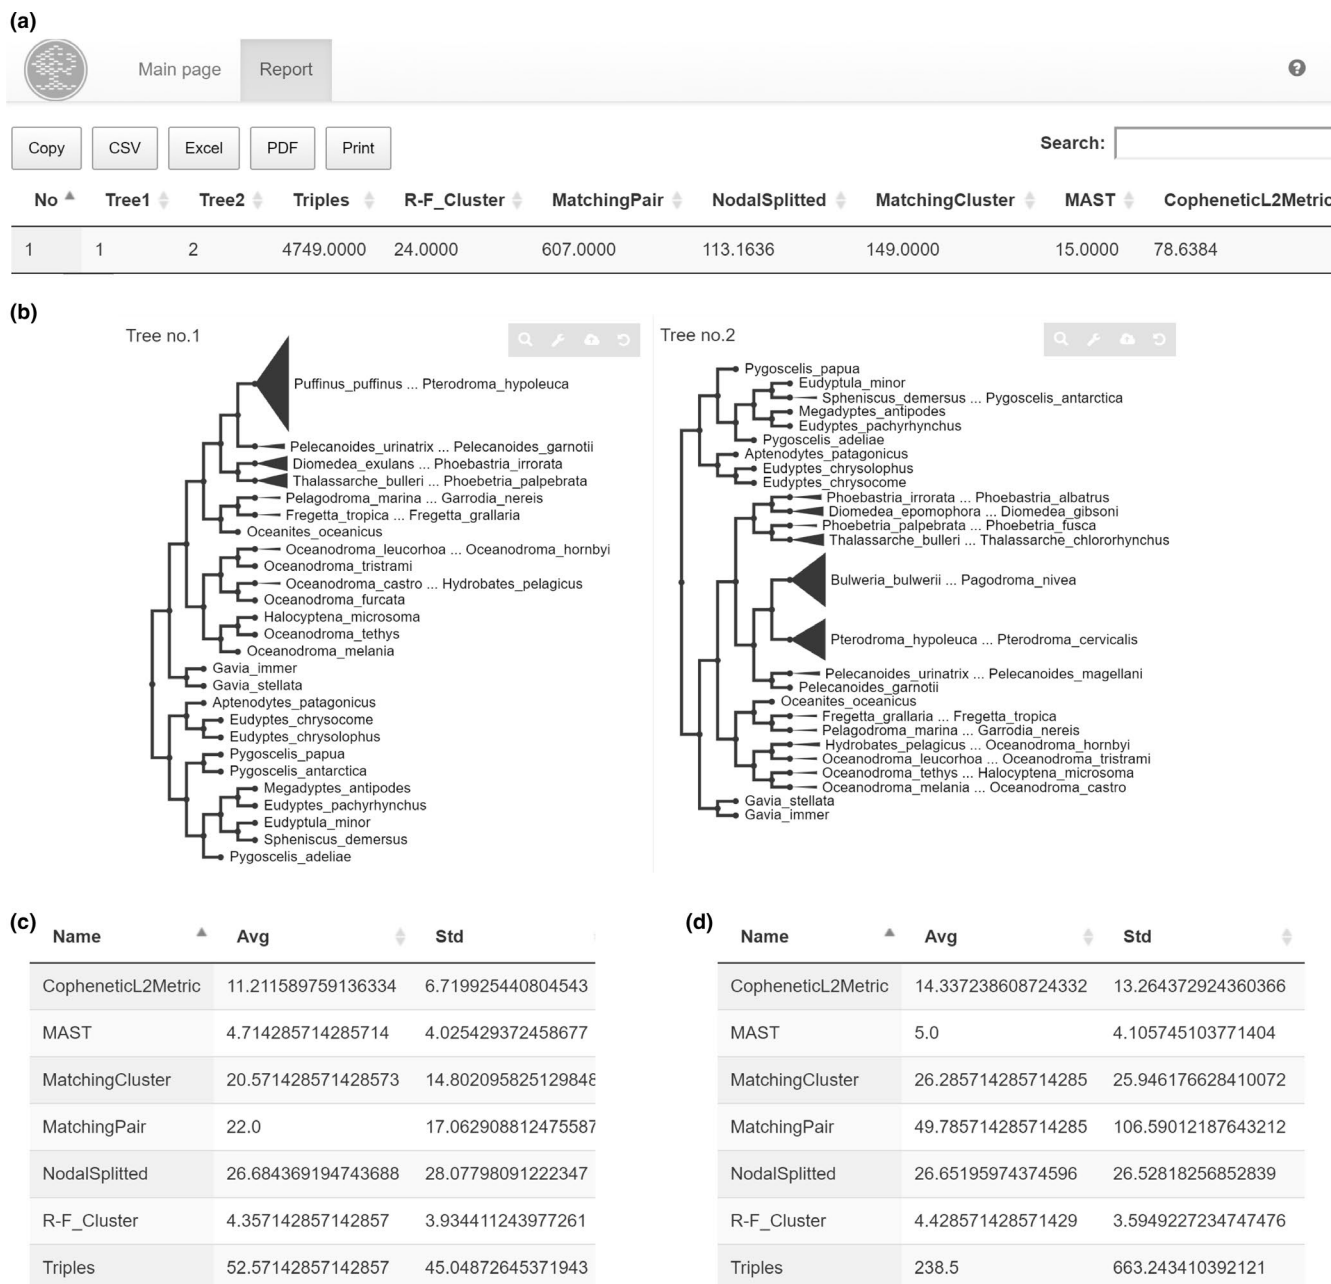 (a)
Main page Report
Copy CSV Excel PDF Print Search:
No Tree1 Tree2 Triples R-F_Cluster MatchingPair NodalSplitted MatchingCluster MAST CopheneticL2Metric
1 1 2 4749.0000 24.0000 607.0000 113.1636 149.0000 15.0000 78.6384
(b)
Tree no.1
Puffinus_puffinus ... Pterodroma_hypoleuca
Pelecanoides_urinatrix ... Pelecanoides_garnotii
Diomedea_exulans ... Phoebastria_irrorata
Thalassarche_bulleri ... Phoebetria_palpebrata
Pelagodroma_marina ... Garrodia_nereis
Fregetta_tropica ... Fregetta_grallaria
Oceanites_oceanicus
Oceanodroma_leucorhoa ... Oceanodroma_hornbyi
Oceanodroma_tristrami
Oceanodroma_castro ... Hydrobates_pelagicus
Oceanodroma_furcata
Halocyptena_microsoma
Oceanodroma_tethys
Oceanodroma_melania
Gavia_immer
Gavia_stellata
Aptenodytes_patagonicus
Eudyptes_chrysocome
Eudyptes_chrysolophus
Pygoscelis_papua
Pygoscelis_antarctica
Megadyptes_antipodes
Eudyptes_pachyrhynchus
Eudyptula_minor
Spheniscus_demersus
Pygoscelis_adeliae
Tree no.2
Pygoscelis_papua
Eudyptula_minor
Spheniscus_demersus ... Pygoscelis_antarctica
Megadyptes_antipodes
Eudyptes_pachyrhynchus
Pygoscelis_adeliae
Aptenodytes_patagonicus
Eudyptes_chrysolophus
Eudyptes_chrysocome
Phoebastria_irrorata ... Phoebastria_albatrus
Diomedea_epomophora ... Diomedea_gibsoni
Phoebetria_palpebrata ... Phoebetria_fusca
Thalassarche_bulleri ... Thalassarche_chlororhynchus
Bulweria_bulwerii ... Pagodroma_nivea
Pterodroma_hypoleuca ... Pterodroma_cervicalis
Pelecanoides_urinatrix ... Pelecanoides_magellani
Pelecanoides_garnotii
Oceanites_oceanicus
Fregetta_grallaria ... Fregetta_tropica
Pelagodroma_marina ... Garrodia_nereis
Hydrobates_pelagicus ... Oceanodroma_hornbyi
Oceanodroma_leucorhoa ... Oceanodroma_tristrami
Oceanodroma_tethys ... Halocyptena_microsoma
Oceanodroma_melania ... Oceanodroma_castro
Gavia_stellata
Gavia_immer
(c)
Name Avg Std
CopheneticL2Metric 11.211589759136334 6.719925440804543
MAST 4.714285714285714 4.025429372458677
MatchingCluster 20.571428571428573 14.802095825129848
MatchingPair 22.0 17.062908812475587
NodalSplitted 26.684369194743688 28.07798091222347
R-F_Cluster 4.357142857142857 3.934411243977261
Triples 52.57142857142857 45.04872645371943
(d)
Name Avg Std
CopheneticL2Metric 14.337238608724332 13.264372924360366
MAST 5.0 4.105745103771404
MatchingCluster 26.285714285714285 25.946176628410072
MatchingPair 49.785714285714285 106.59012187643212
NodalSplitted 26.65195974374596 26.52818256852839
R-F_Cluster 4.428571428571429 3.5949227234747476
Triples 238.5 663.243410392121